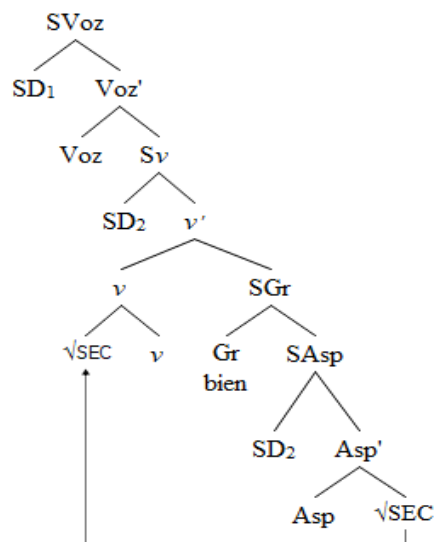 SVoz
SD₁ Voz'
Voz Sv
SD₂ v'
v SGr
√SEC v Gr SAsp
bien
SD₂ Asp'
Asp √SEC